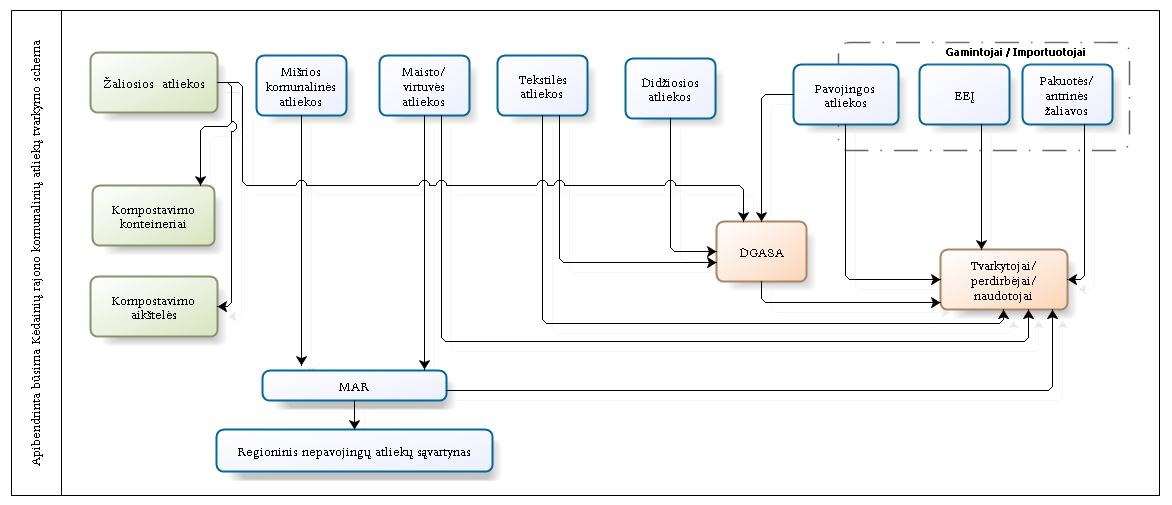 Apibendrinta būsima Kėdainių rajono komunalinių atliekų tvarkymo schema
Gamintojai / Importuotojai
Žaliosios atliekos
Mišrios
komunalinės
atliekos
Maisto/
virtuvės
atliekos
Tekstilės
atliekos
Didžiosios
atliekos
Pavojingos
atliekos
EEĮ
Pakuotės/
antrinės
žaliavos
Kompostavimo
konteineriai
DGASA
Tvarkytojai/
perdirbėjai/
naudotojai
Kompostavimo
aikštelės
MAR
Regioninis nepavojingų atliekų sąvartynas